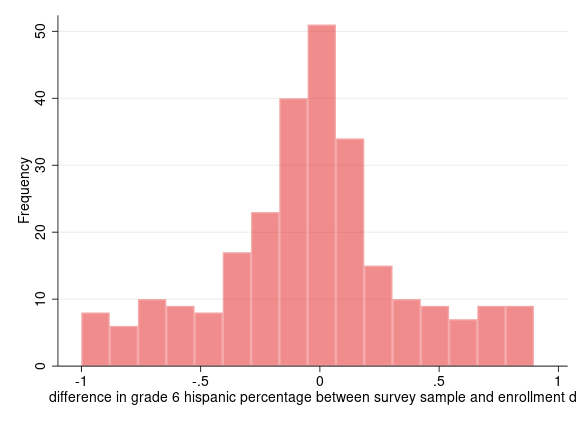 Frequency
50
40
30
20
10
0
-1 -.5 0 .5 1
difference in grade 6 hispanic percentage between survey sample and enrollment d